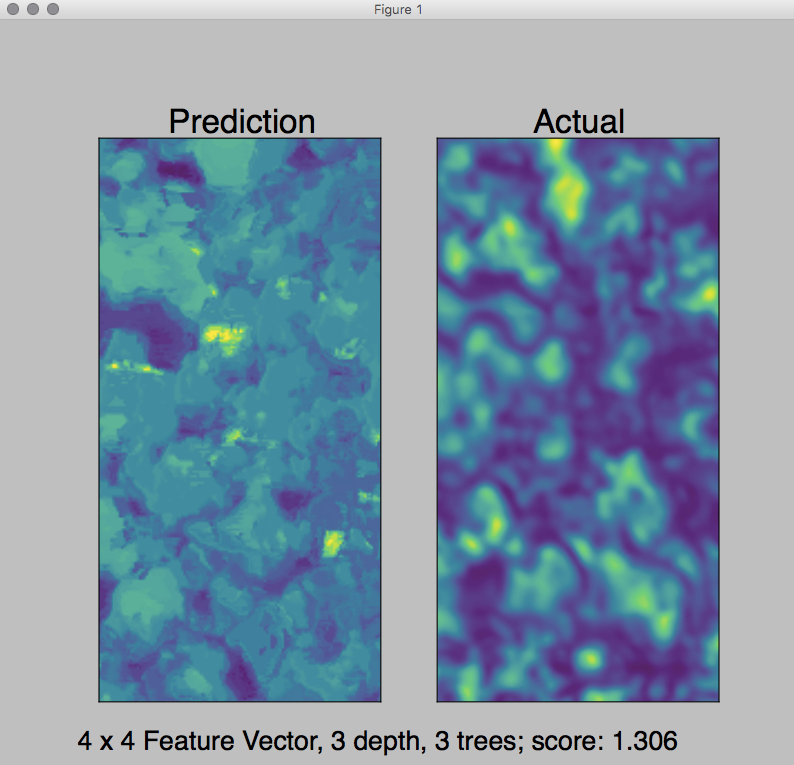 Figure 1
Prediction
Actual
4 x 4 Feature Vector, 3 depth, 3 trees; score: 1.306